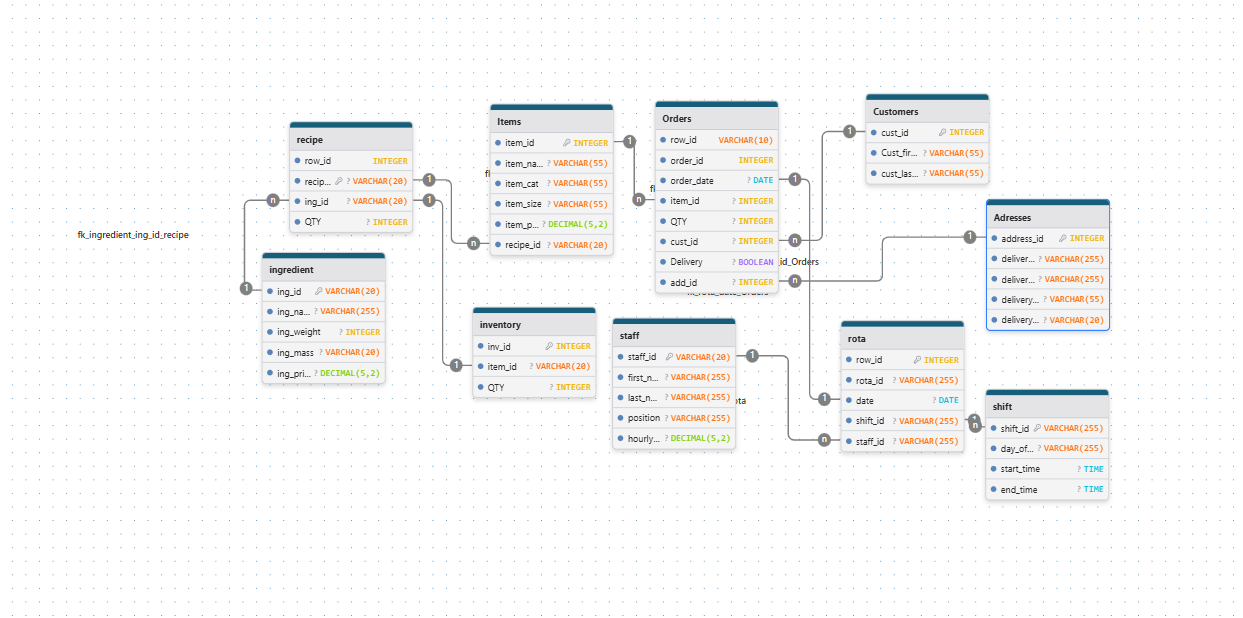 recipe
row_id INTEGER
recip... ? VARCHAR(20)
ing_id ? VARCHAR(20)
QTY ? INTEGER
fk_ingredient_ing_id_recipe
ingredient
ing_id VARCHAR(20)
ing_na... ? VARCHAR(255)
ing_weight ? INTEGER
ing_mass ? VARCHAR(20)
ing_pri... ? DECIMAL(5,2)
Items
item_id INTEGER
item_na... ? VARCHAR(55)
item_cat ? VARCHAR(55)
item_size ? VARCHAR(55)
item_p... ? DECIMAL(5,2)
recipe_id ? VARCHAR(20)
inventory
inv_id INTEGER
item_id ? VARCHAR(20)
QTY ? INTEGER
Orders
row_id VARCHAR(10)
order_id INTEGER
order_date ? DATE
item_id ? INTEGER
QTY ? INTEGER
cust_id ? INTEGER
Delivery ? BOOLEAN
add_id ? INTEGER
_id_Orders
staff
staff_id VARCHAR(20)
first_n... ? VARCHAR(255)
last_n... ? VARCHAR(255)
position ? VARCHAR(255)
hourly... ? DECIMAL(5,2)
ota
Customers
cust_id INTEGER
Cust_fir... ? VARCHAR(55)
cust_las... ? VARCHAR(55)
Adresses
address_id INTEGER
deliver... ? VARCHAR(255)
deliver... ? VARCHAR(255)
delivery... ? VARCHAR(55)
delivery... ? VARCHAR(20)
rota
row_id INTEGER
rota_id ? VARCHAR(255)
date ? DATE
shift_id ? VARCHAR(255)
staff_id ? VARCHAR(255)
shift
shift_id VARCHAR(255)
day_of... ? VARCHAR(255)
start_time ? TIME
end_time ? TIME
1
n
1
1
n
1
1
n
1
n
n
1
1
1
1
n
1
n